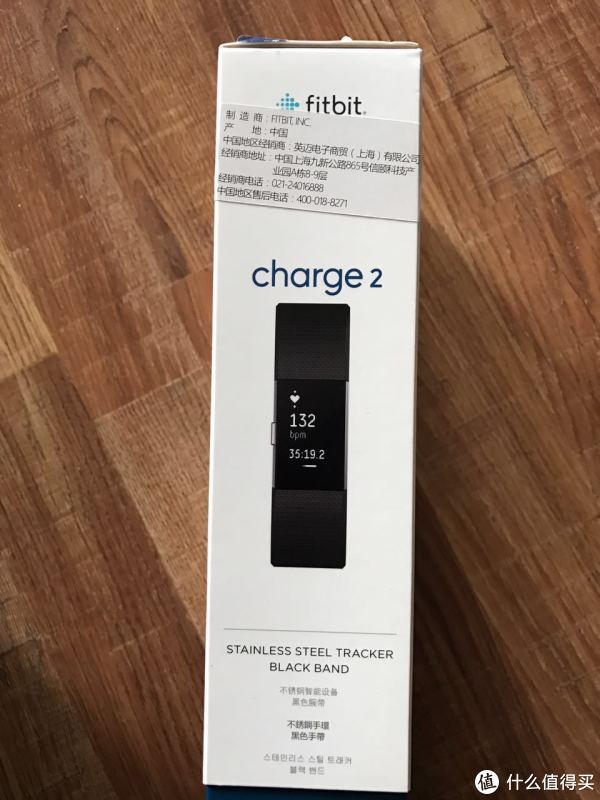 fitbit.
制 造 商：FITBIT, INC.
产 地：中国
中国地区经销商：英迈电子商贸（上海）有限公司
经销商地址：中国上海九新公路865号信颐科技产
业园A栋8-9层
经销商电话：021-24016888
中国地区售后电话：400-018-8271
charge 2
132
bpm
35:19.2
STAINLESS STEEL TRACKER
BLACK BAND
不锈钢智能设备
黑色腕带
不銹鋼手環
黑色手帶
스테인리스 스틸 트래커
블랙 밴드
值 什么值得买